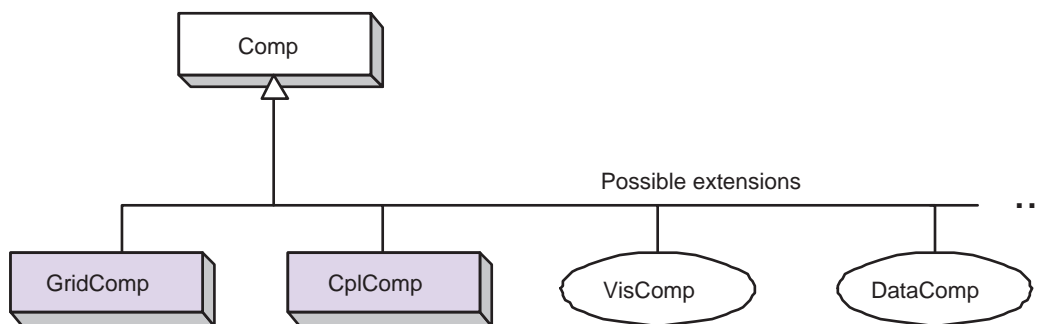 Comp
Possible extensions
..
GridComp
CplComp
VisComp
DataComp